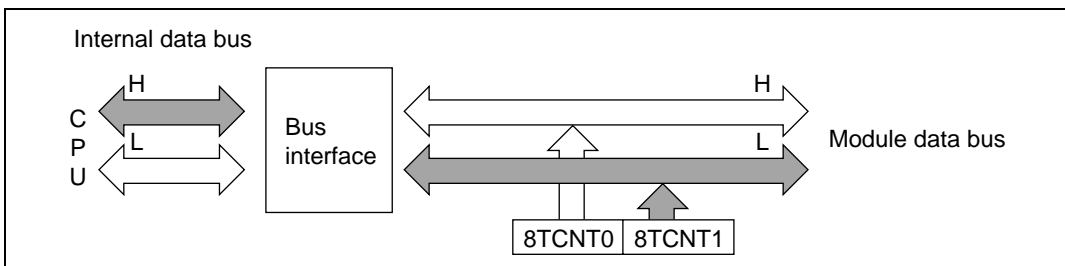 Internal data bus
H
H
C
P
U
L
Bus
interface
L
Module data bus
8TCNT0
8TCNT1